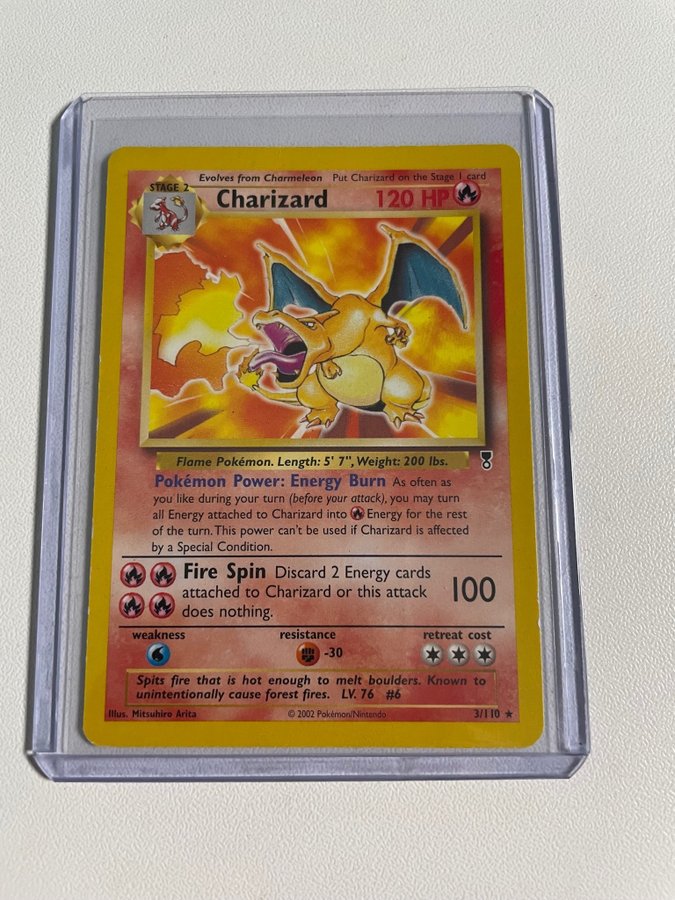 Evolves from Charmeleon Put Charizard on the Stage 1 card
STAGE 2
Charizard 120 HP
Flame Pokémon. Length: 5' 7", Weight: 200 lbs.
Pokémon Power: Energy Burn As often as
you like during your turn (before your attack), you may turn
all Energy attached to Charizard into Energy for the rest
of the turn. This power can't be used if Charizard is affected
by a Special Condition.
Fire Spin Discard 2 Energy cards
attached to Charizard or this attack
does nothing.
100
weakness resistance retreat cost
-30
Spits fire that is hot enough to melt boulders. Known to
unintentionally cause forest fires. LV. 76 #6
Illus. Mitsuhiro Arita © 2002 Pokémon/Nintendo 3/110 ★